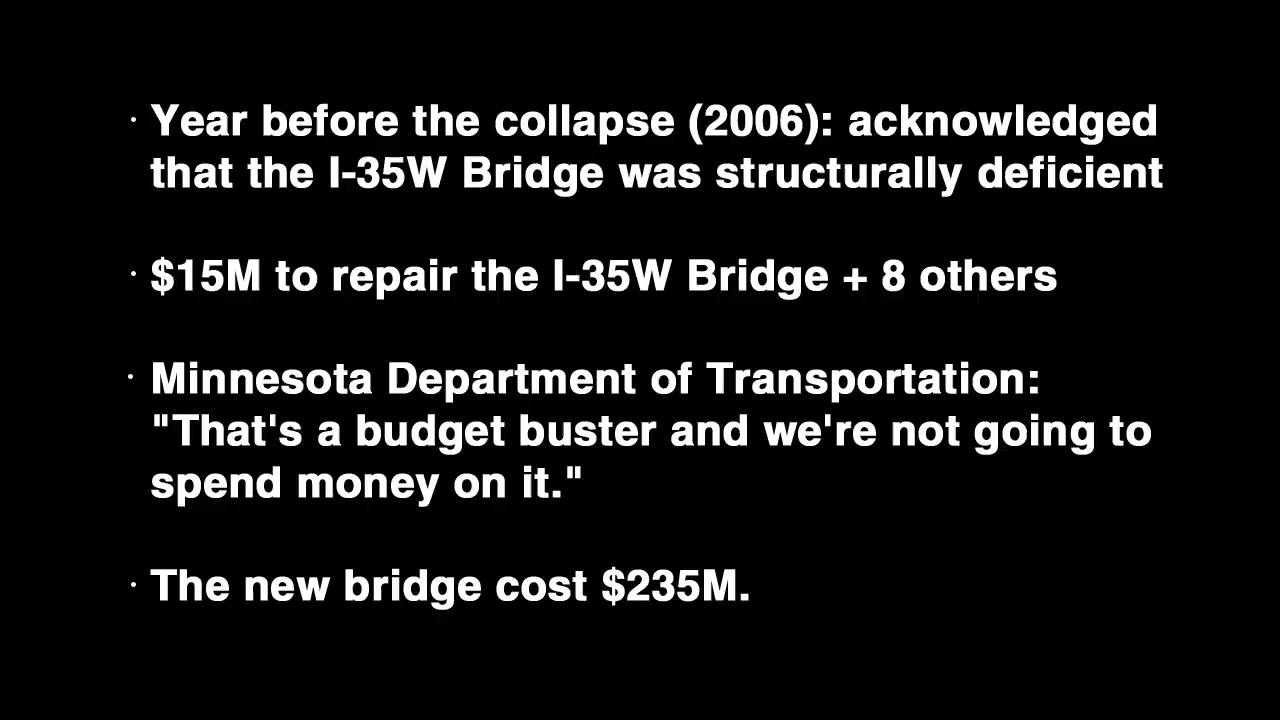 · Year before the collapse (2006): acknowledged
that the I-35W Bridge was structurally deficient
· $15M to repair the I-35W Bridge + 8 others
· Minnesota Department of Transportation:
"That's a budget buster and we're not going to
spend money on it."
· The new bridge cost $235M.